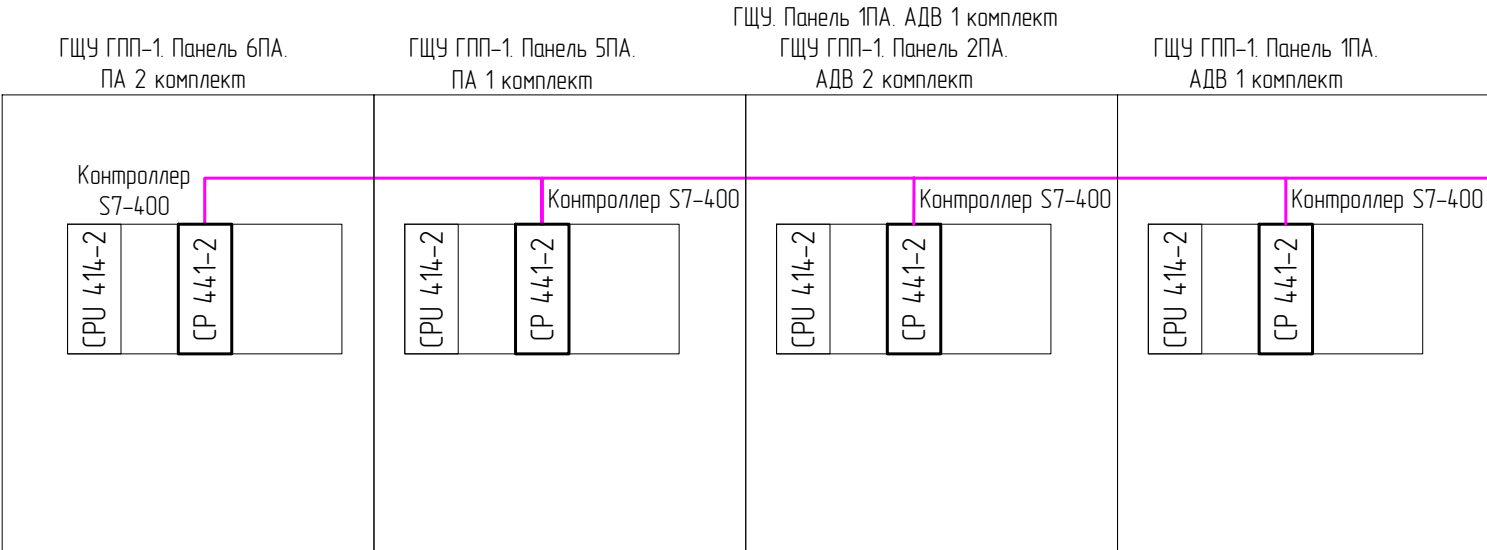 ГЩУ. Панель 1ПА. АДВ 1 комплект
ГЩУ ГПП-1. Панель 6ПА.
ПА 2 комплект
ГЩУ ГПП-1. Панель 5ПА.
ПА 1 комплект
ГЩУ ГПП-1. Панель 2ПА.
АДВ 2 комплект
ГЩУ ГПП-1. Панель 1ПА.
АДВ 1 комплект
Контроллер
S7-400
CPU 414-2
CP 441-2
Контроллер S7-400
CPU 414-2
CP 441-2
Контроллер S7-400
CPU 414-2
CP 441-2
Контроллер S7-400
CPU 414-2
CP 441-2